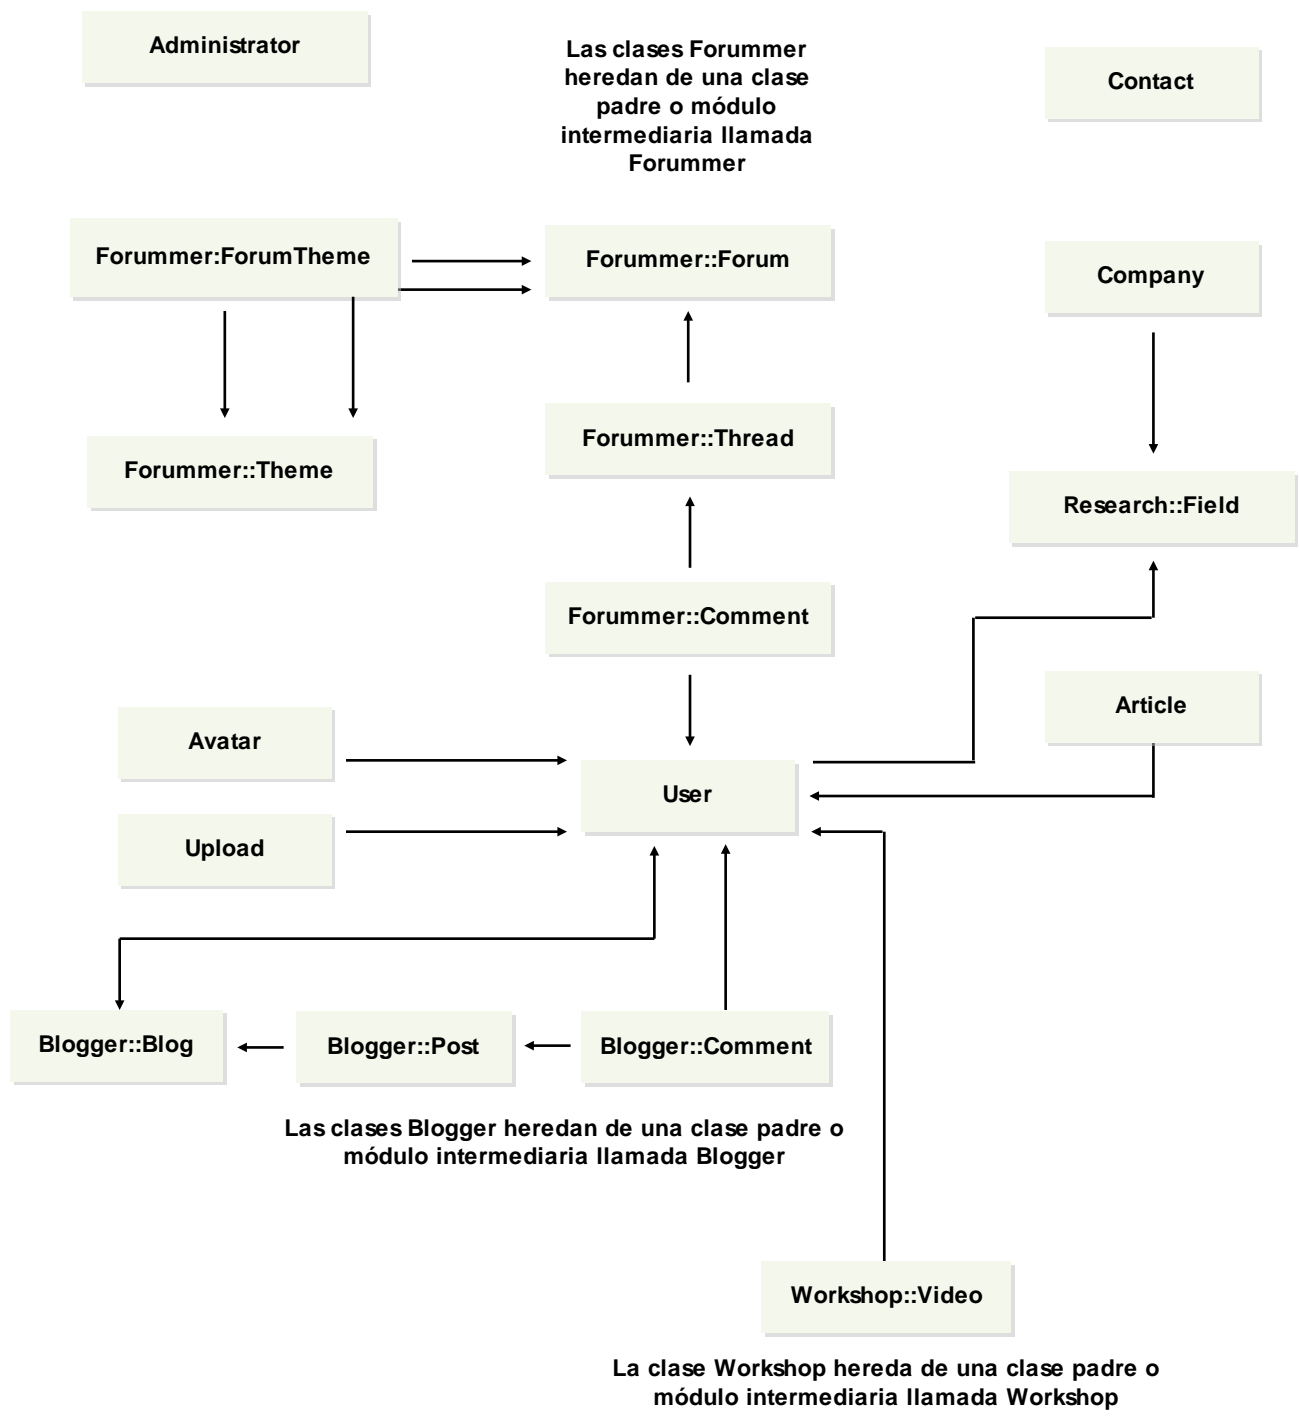 Administrator
Las clases Forummer
heredan de una clase
padre o módulo
intermediaria llamada
Forummer
Contact
Forummer:ForumTheme
Forummer::Forum
Company
Forummer::Thread
Forummer::Theme
Research::Field
Forummer::Comment
Article
Avatar
User
Upload
Blogger::Blog
Blogger::Post
Blogger::Comment
Las clases Blogger heredan de una clase padre o
módulo intermediaria llamada Blogger
Workshop::Video
La clase Workshop hereda de una clase padre o
módulo intermediaria llamada Workshop